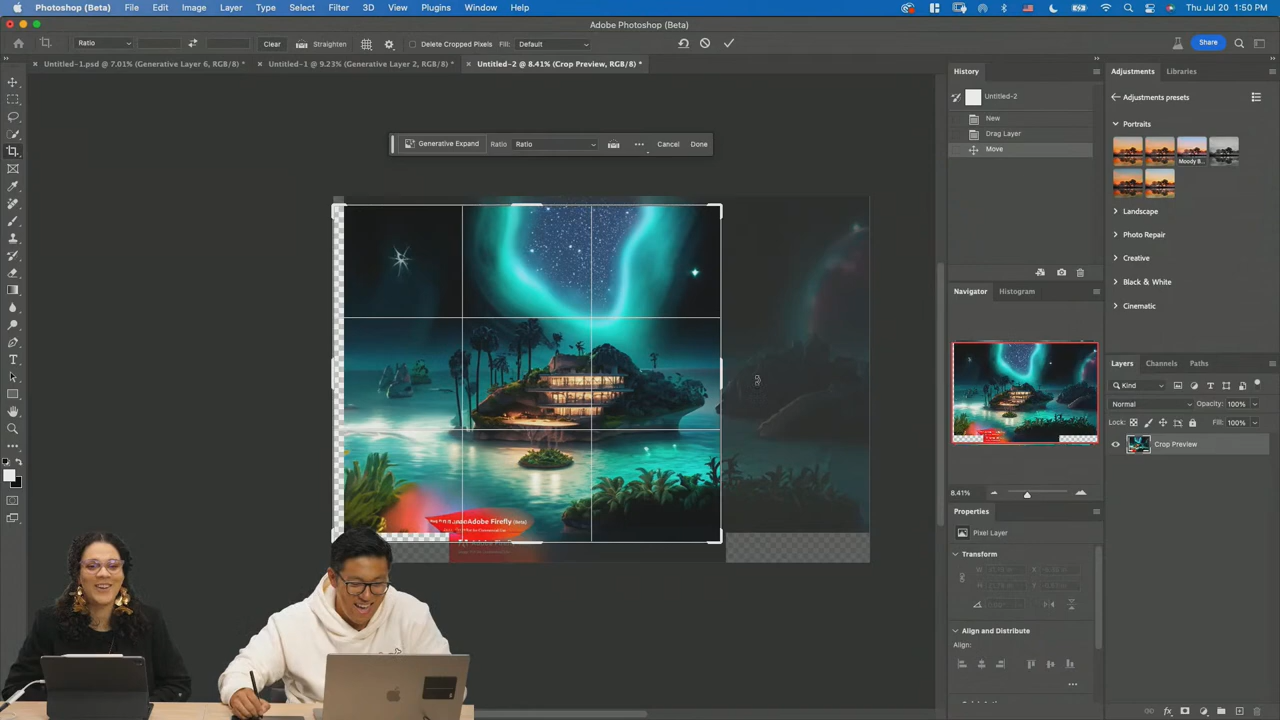 Photoshop (Beta) File Edit Image Layer Type Select Filter 3D View Plugins Window Help Thu Jul 20 1:50 PM
Adobe Photoshop (Beta)
Ratio Clear Straighten Delete Cropped Pixels Fill: Default Share
Untitled-1.psd @ 7.01% (Generative Layer 6, RGB/8) * Untitled-1 @ 9.23% (Generative Layer 2, RGB/8) * Untitled-2 @ 8.41% (Crop Preview, RGB/8) *
Generative Expand Ratio Ratio Cancel Done
History
Untitled-2
New
Drag Layer
Move
Navigator Histogram
8.41%
Properties
Pixel Layer
Transform
Align and Distribute
Align:
Adjustments Libraries
Adjustments presets
Portraits
Moody B...
Landscape
Photo Repair
Creative
Black & White
Cinematic
Layers Channels Paths
Kind
Normal Opacity: 100%
Lock: Fill: 100%
Crop Preview
Adobe Firefly (Beta)